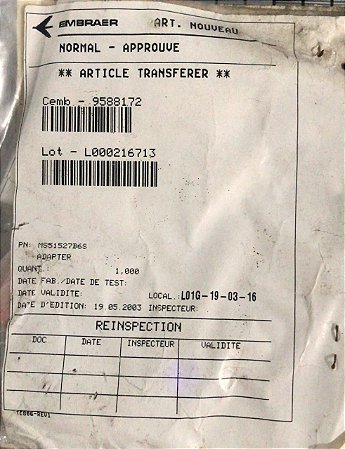 EMBRAER ART. NOUVEAU
NORMAL - APPROUVE
** ARTICLE TRANSFERER **
Cemb - 9588172
Lot - L000216713
PN: MS51527B6S
ADAPTER
QUANT.: 1,000
DATE FAB./DATE DE TEST:
DATE VALIDITE: LOCAL.:L01G-19-03-16
DATE D'EDITION: 19.05.2003 INSPECTEUR:
REINSPECTION
DOC DATE INSPECTEUR VALIDITE